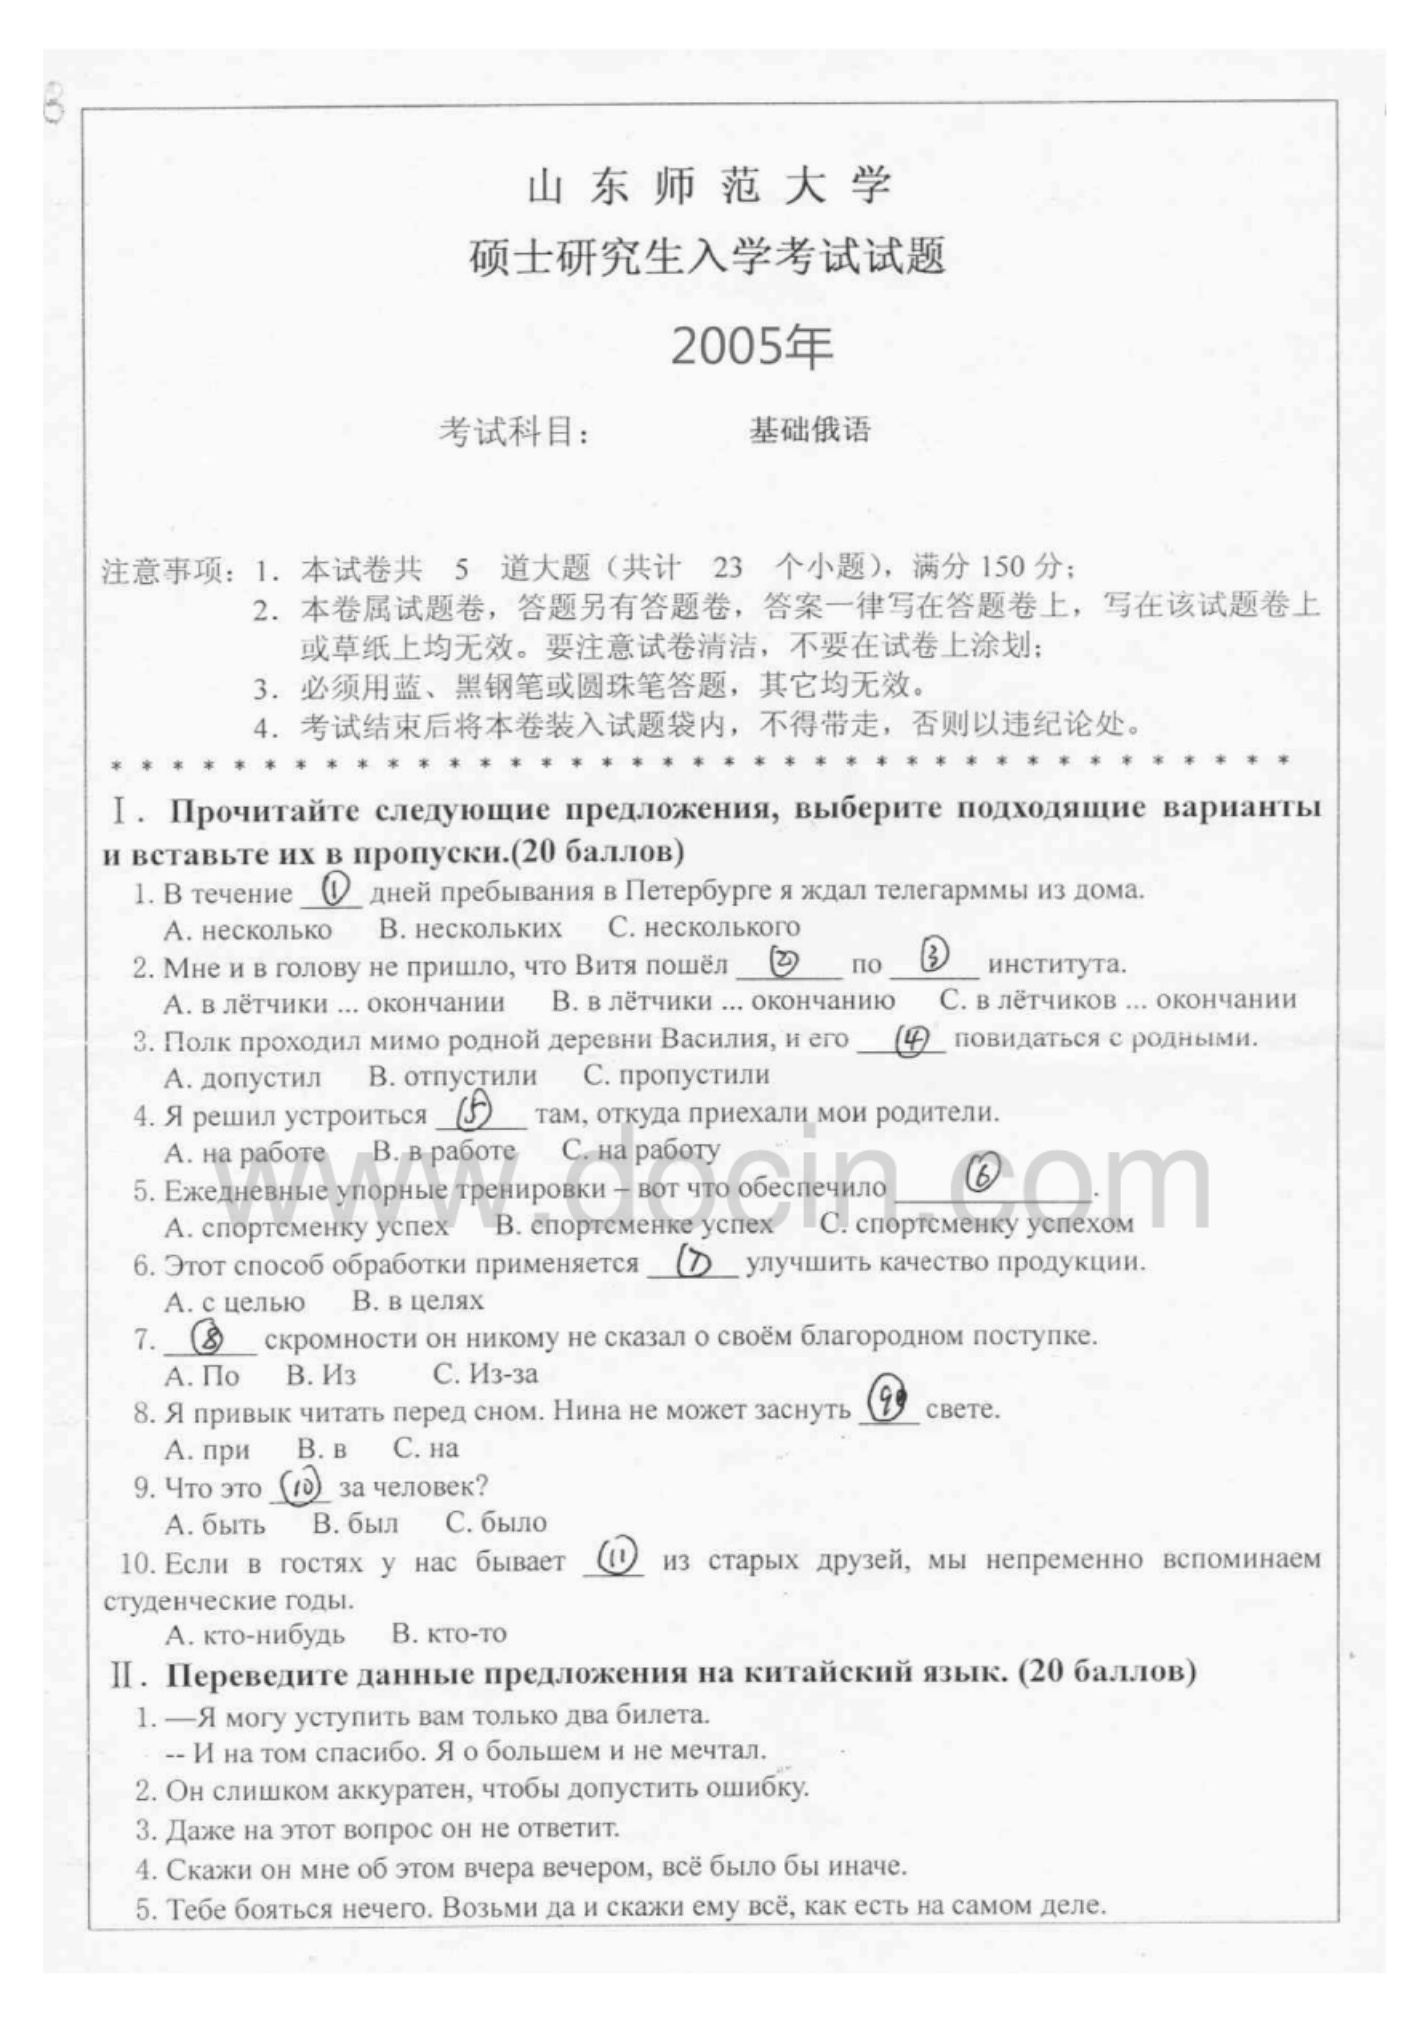 山东师范大学
硕士研究生入学考试试题
2005年
考试科目： 基础俄语
注意事项：1. 本试卷共 5 道大题（共计 23 个小题），满分 150 分；
2. 本卷属试题卷，答题另有答题卷，答案一律写在答题卷上，写在该试题卷上
或草纸上均无效。要注意试卷清洁，不要在试卷上涂划；
3. 必须用蓝、黑钢笔或圆珠笔答题，其它均无效。
4. 考试结束后将本卷装入试题袋内，不得带走，否则以违纪论处。
* * * * * * * * * * * * * * * * * * * * * * * * * * * * * * * * * * * * * * *
Ⅰ. Прочитайте следующие предложения, выберите подходящие варианты
и вставьте их в пропуски.(20 баллов)
1. В течение ① дней пребывания в Петербурге я ждал телегарммы из дома.
А. несколько В. нескольких С. несколького
2. Мне и в голову не пришло, что Витя пошёл ② по ③ института.
А. в лётчики ... окончании В. в лётчики ... окончанию С. в лётчиков ... окончании
3. Полк проходил мимо родной деревни Василия, и его ④ повидаться с родными.
А. допустил В. отпустили С. пропустили
4. Я решил устроиться ⑤ там, откуда приехали мои родители.
А. на работе В. в работе С. на работу
5. Ежедневные упорные тренировки – вот что обеспечило ⑥.
А. спортсменку успех В. спортсменке успех С. спортсменку успехом
www.docin.com
6. Этот способ обработки применяется ⑦ улучшить качество продукции.
А. с целью В. в целях
7. ⑧ скромности он никому не сказал о своём благородном поступке.
А. По В. Из С. Из-за
8. Я привык читать перед сном. Нина не может заснуть ⑨ свете.
А. при В. в С. на
9. Что это ⑩ за человек?
А. быть В. был С. было
10. Если в гостях у нас бывает ⑪ из старых друзей, мы непременно вспоминаем
студенческие годы.
А. кто-нибудь В. кто-то
Ⅱ. Переведите данные предложения на китайский язык. (20 баллов)
1. —Я могу уступить вам только два билета.
-- И на том спасибо. Я о большем и не мечтал.
2. Он слишком аккуратен, чтобы допустить ошибку.
3. Даже на этот вопрос он не ответит.
4. Скажи он мне об этом вчера вечером, всё было бы иначе.
5. Тебе бояться нечего. Возьми да и скажи ему всё, как есть на самом деле.